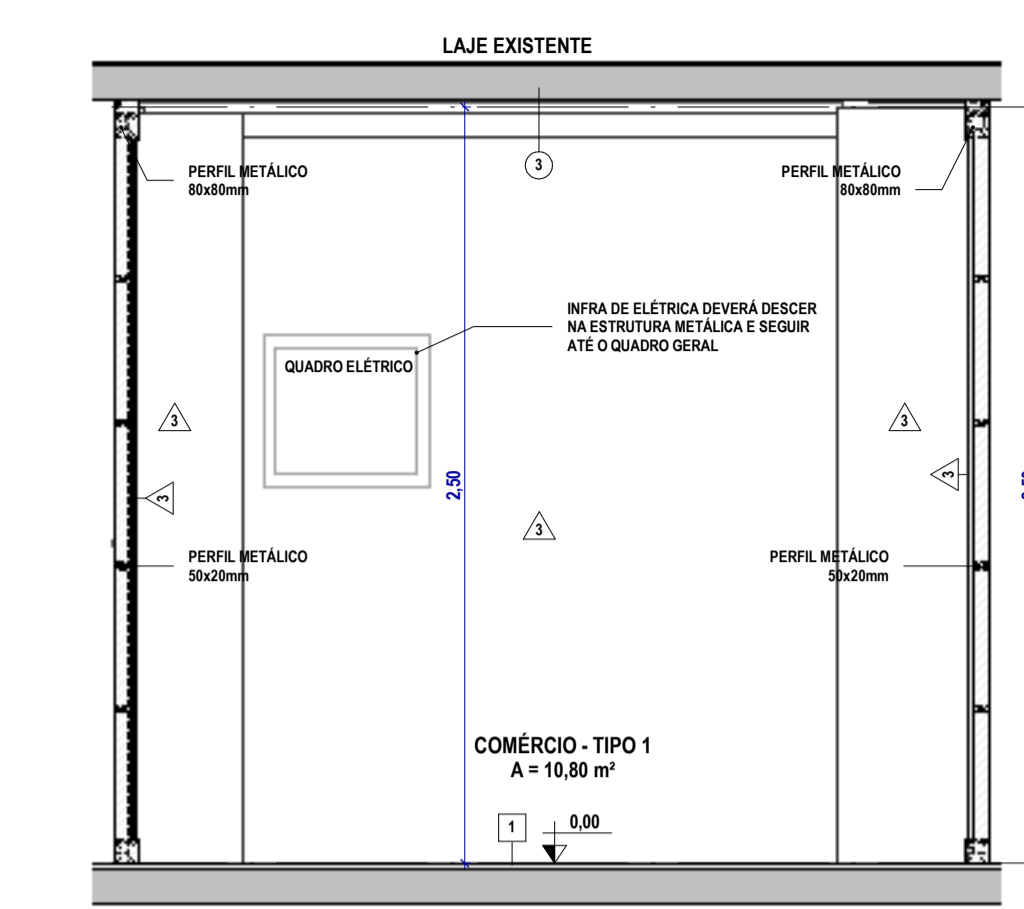 LAJE EXISTENTE
3
PERFIL METÁLICO
80x80mm
PERFIL METÁLICO
80x80mm
INFRA DE ELÉTRICA DEVERÁ DESCER
NA ESTRUTURA METÁLICA E SEGUIR
ATÉ O QUADRO GERAL
QUADRO ELÉTRICO
3
3
3
3
2,50
3
PERFIL METÁLICO
50x20mm
PERFIL METÁLICO
50x20mm
COMÉRCIO - TIPO 1
A = 10,80 m²
1
0,00